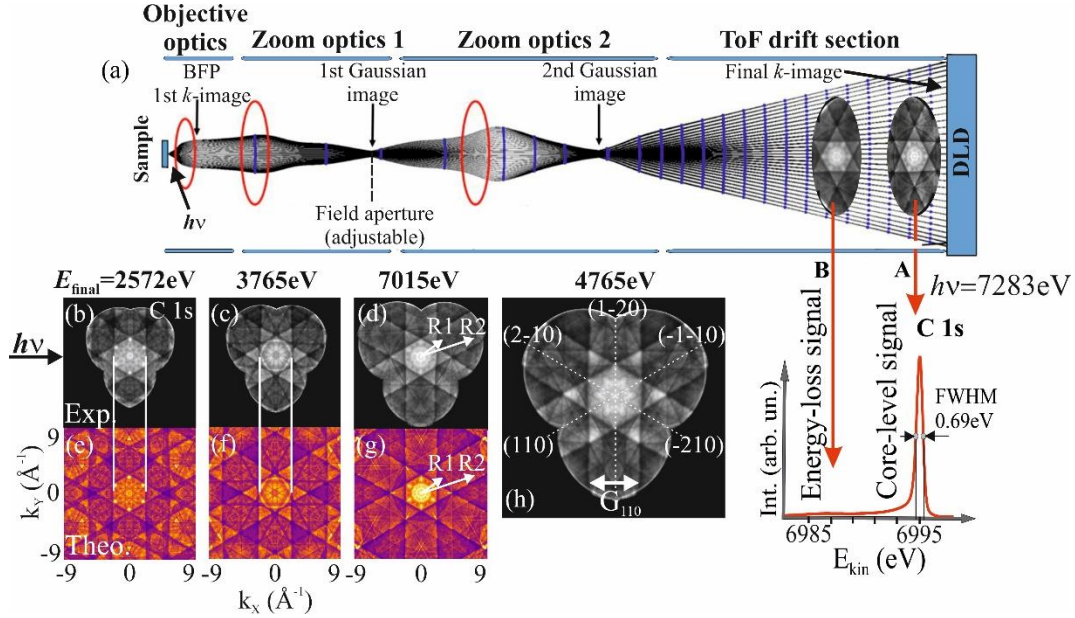 Objective optics
Zoom optics 1
Zoom optics 2
ToF drift section
(a)
BFP
1st k-image
1st Gaussian image
2nd Gaussian image
Final k-image
Sample
hν
Field aperture (adjustable)
DLD
B
A
hν=7283eV
E_final=2572eV
3765eV
7015eV
4765eV
(b)
C 1s
(c)
(d)
R1 R2
hν
Exp.
(e)
(f)
(g)
R1 R2
Theo.
k_Y (Å⁻¹)
9
0
-9
-9
0
9
-9
0
9
-9
0
9
k_X (Å⁻¹)
(1-20)
(2-10)
(-1-10)
(110)
(-210)
(h)
G₁₁₀
Energy-loss signal
Core-level signal
C 1s
FWHM
0.69eV
Int. (arb. un.)
6985
6995
E_kin (eV)